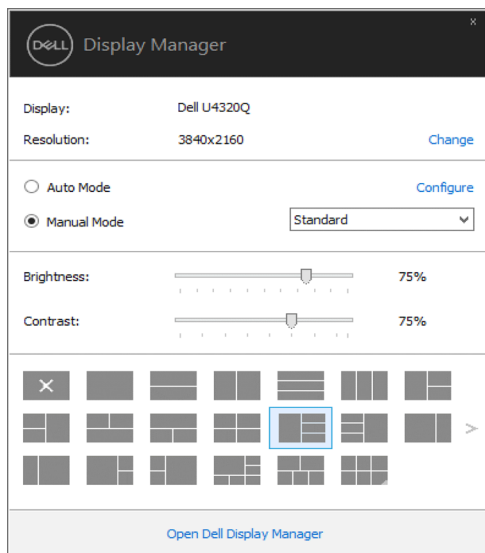 x
DELL Display Manager
Display: Dell U4320Q
Resolution: 3840x2160 Change
Auto Mode Configure
Manual Mode Standard
Brightness: 75%
Contrast: 75%
Open Dell Display Manager